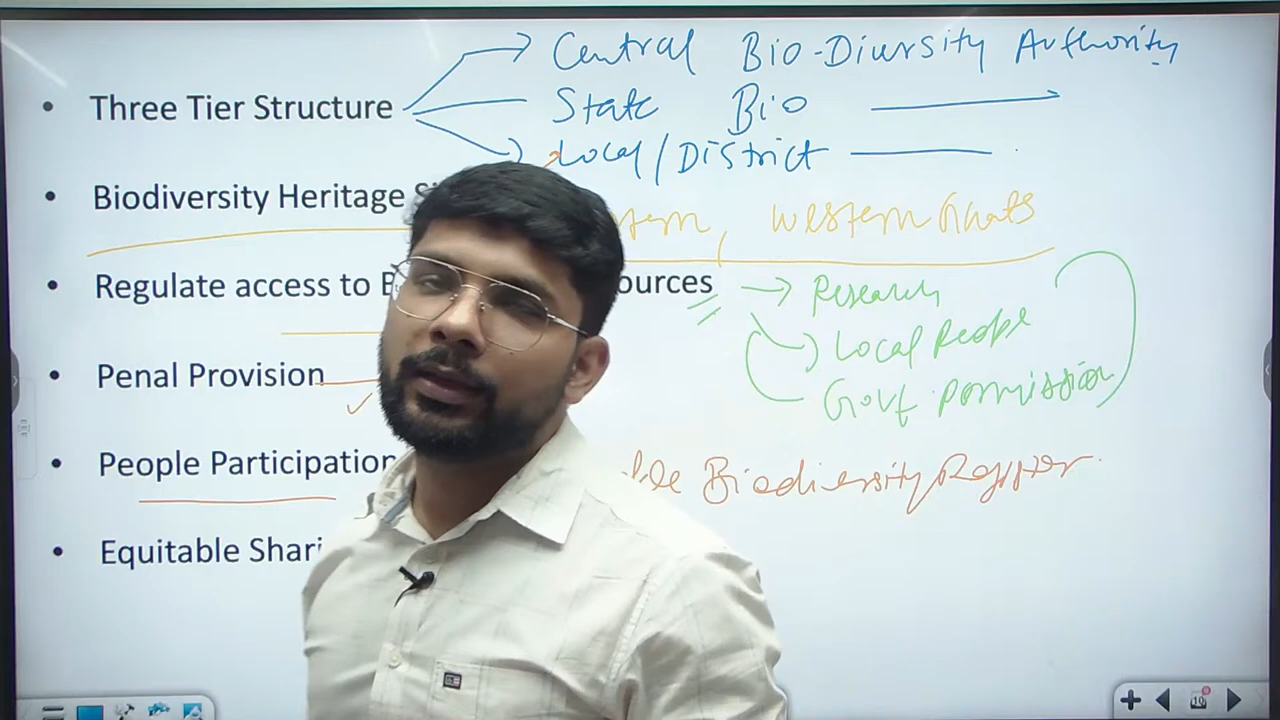 Central Bio-Diversity Authority
• Three Tier Structure
State Bio
Local/District
• Biodiversity Heritage
Western Ghats
• Regulate access to B ources
Research
Local People
Govt permission
• Penal Provision
• People Participation
Biodiversity Register
• Equitable Shari
10